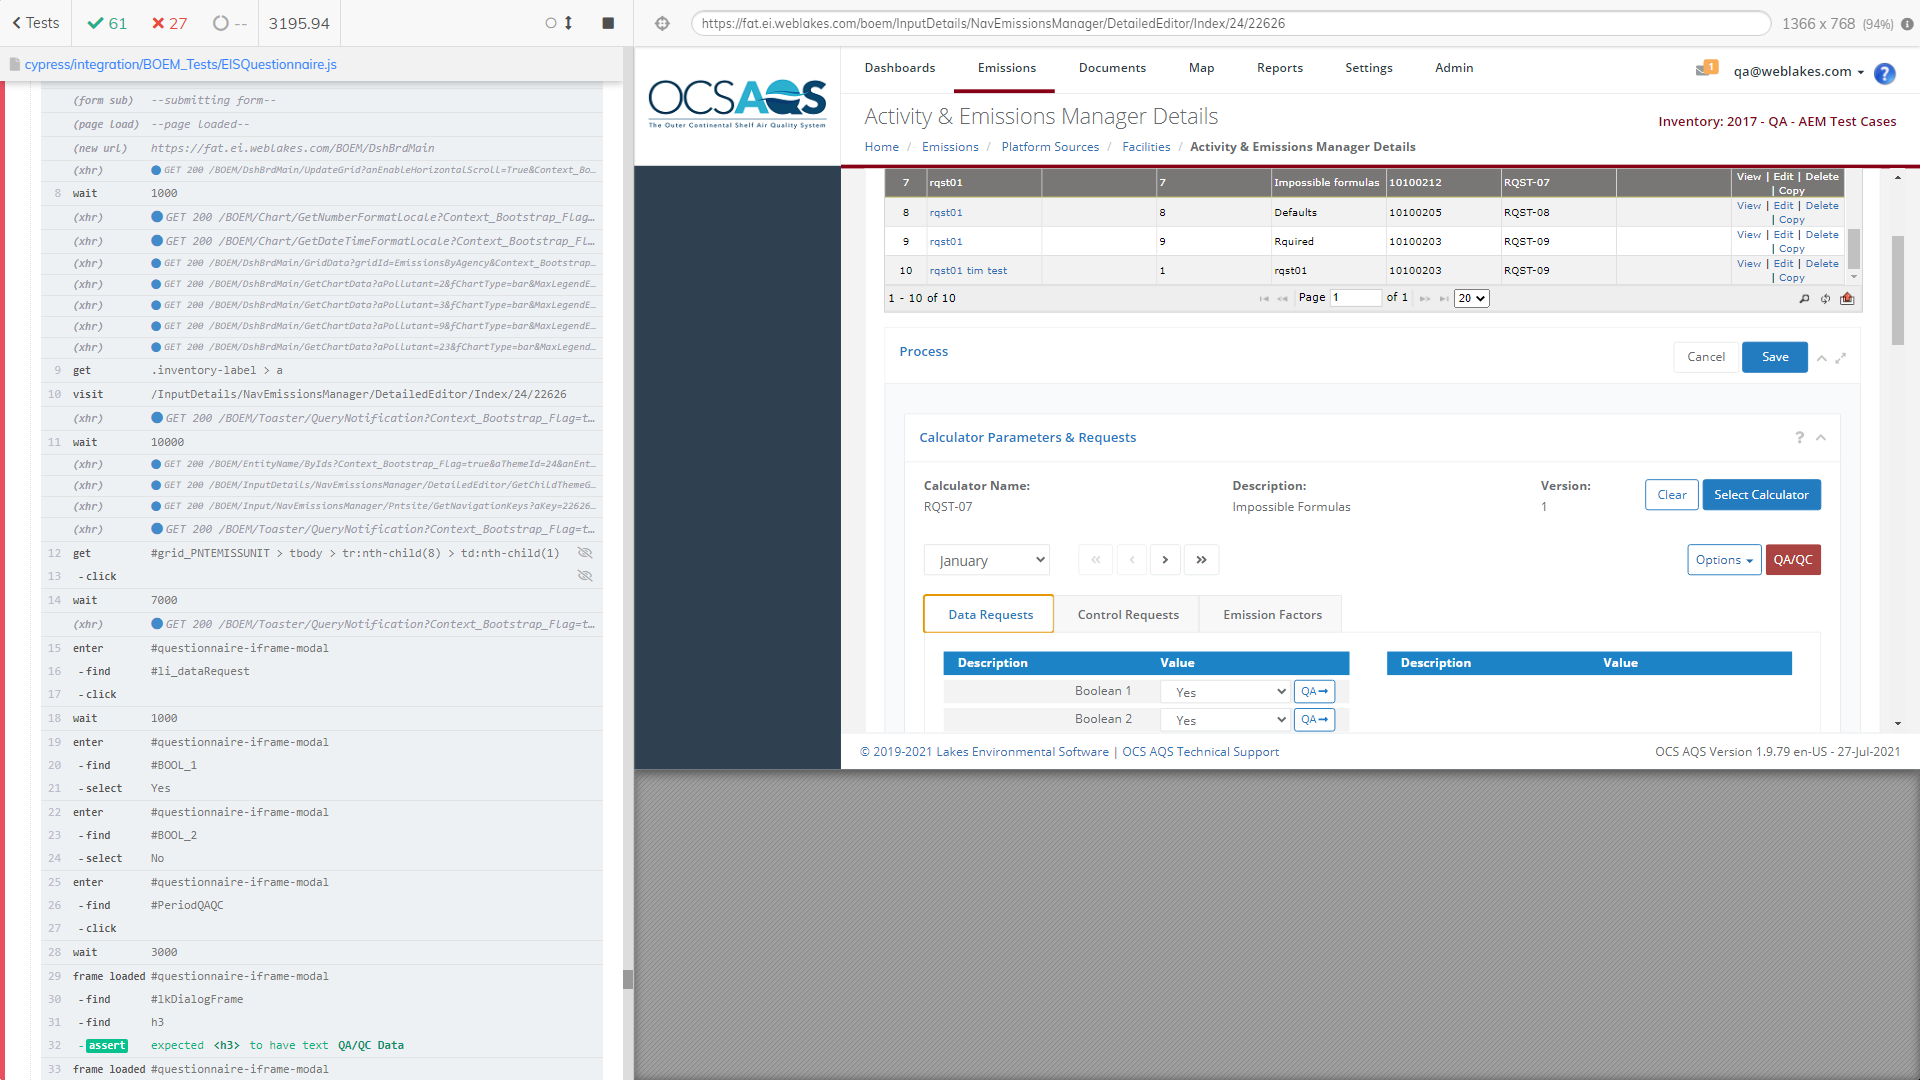 Tests
61
27
--
3195.94
cypress/integration/BOEM_Tests/EISQuestionnaire.js
(form sub) --submitting form--
(page load) --page loaded--
(new url) https://fat.ei.weblakes.com/BOEM/DshBrdMain
(xhr) GET 200 /BOEM/DshBrdMain/UpdateGrid?anEnableHorizontalScroll=True&Context_Bo...
8 wait 1000
(xhr) GET 200 /BOEM/Chart/GetNumberFormatLocale?Context_Bootstrap_Flag...
(xhr) GET 200 /BOEM/Chart/GetDateTimeFormatLocale?Context_Bootstrap_Fl...
(xhr) GET 200 /BOEM/DshBrdMain/GridData?gridId=EmissionsByAgency&Context_Bootstrap...
(xhr) GET 200 /BOEM/DshBrdMain/GetChartData?aPollutant=2&fChartType=bar&MaxLegendE...
(xhr) GET 200 /BOEM/DshBrdMain/GetChartData?aPollutant=3&fChartType=bar&MaxLegendE...
(xhr) GET 200 /BOEM/DshBrdMain/GetChartData?aPollutant=9&fChartType=bar&MaxLegendE...
(xhr) GET 200 /BOEM/DshBrdMain/GetChartData?aPollutant=23&fChartType=bar&MaxLegend...
9 get .inventory-label > a
10 visit /InputDetails/NavEmissionsManager/DetailedEditor/Index/24/22626
(xhr) GET 200 /BOEM/Toaster/QueryNotification?Context_Bootstrap_Flag=t...
11 wait 10000
(xhr) GET 200 /BOEM/EntityName/ByIds?Context_Bootstrap_Flag=true&aThemeId=24&anEnt...
(xhr) GET 200 /BOEM/InputDetails/NavEmissionsManager/DetailedEditor/GetChildThemeG...
(xhr) GET 200 /BOEM/Input/NavEmissionsManager/Pntsite/GetNavigationKeys?aKey=22626...
(xhr) GET 200 /BOEM/Toaster/QueryNotification?Context_Bootstrap_Flag=t...
12 get #grid_PNTEMISSUNIT > tbody > tr:nth-child(8) > td:nth-child(1)
13 -click
14 wait 7000
(xhr) GET 200 /BOEM/Toaster/QueryNotification?Context_Bootstrap_Flag=t...
15 enter #questionnaire-iframe-modal
16 -find #li_dataRequest
17 -click
18 wait 1000
19 enter #questionnaire-iframe-modal
20 -find #BOOL_1
21 -select Yes
22 enter #questionnaire-iframe-modal
23 -find #BOOL_2
24 -select No
25 enter #questionnaire-iframe-modal
26 -find #PeriodQAQC
27 -click
28 wait 3000
29 frame loaded #questionnaire-iframe-modal
30 -find #lkDialogFrame
31 -find h3
32 -assert expected <h3> to have text QA/QC Data
33 frame loaded #questionnaire-iframe-modal
https://fat.ei.weblakes.com/boem/InputDetails/NavEmissionsManager/DetailedEditor/Index/24/22626
1366 x 768 (94%)
OCSAQS
The Outer Continental Shelf Air Quality System
Dashboards Emissions Documents Map Reports Settings Admin
1 qa@weblakes.com ?
Activity & Emissions Manager Details
Inventory: 2017 - QA - AEM Test Cases
Home / Emissions / Platform Sources / Facilities / Activity & Emissions Manager Details
7 rqst01 7 Impossible formulas 10100212 RQST-07 View | Edit | Delete | Copy
8 rqst01 8 Defaults 10100205 RQST-08 View | Edit | Delete | Copy
9 rqst01 9 Rquired 10100203 RQST-09 View | Edit | Delete | Copy
10 rqst01 tim test 1 rqst01 10100203 RQST-09 View | Edit | Delete | Copy
1 - 10 of 10 Page 1 of 1 20
Process Cancel Save
Calculator Parameters & Requests ?
Calculator Name: Description: Version:
RQST-07 Impossible Formulas 1
Clear Select Calculator
January « ‹ › » Options QA/QC
Data Requests Control Requests Emission Factors
Description Value Description Value
Boolean 1 Yes QA
Boolean 2 Yes QA
© 2019-2021 Lakes Environmental Software | OCS AQS Technical Support
OCS AQS Version 1.9.79 en-US - 27-Jul-2021